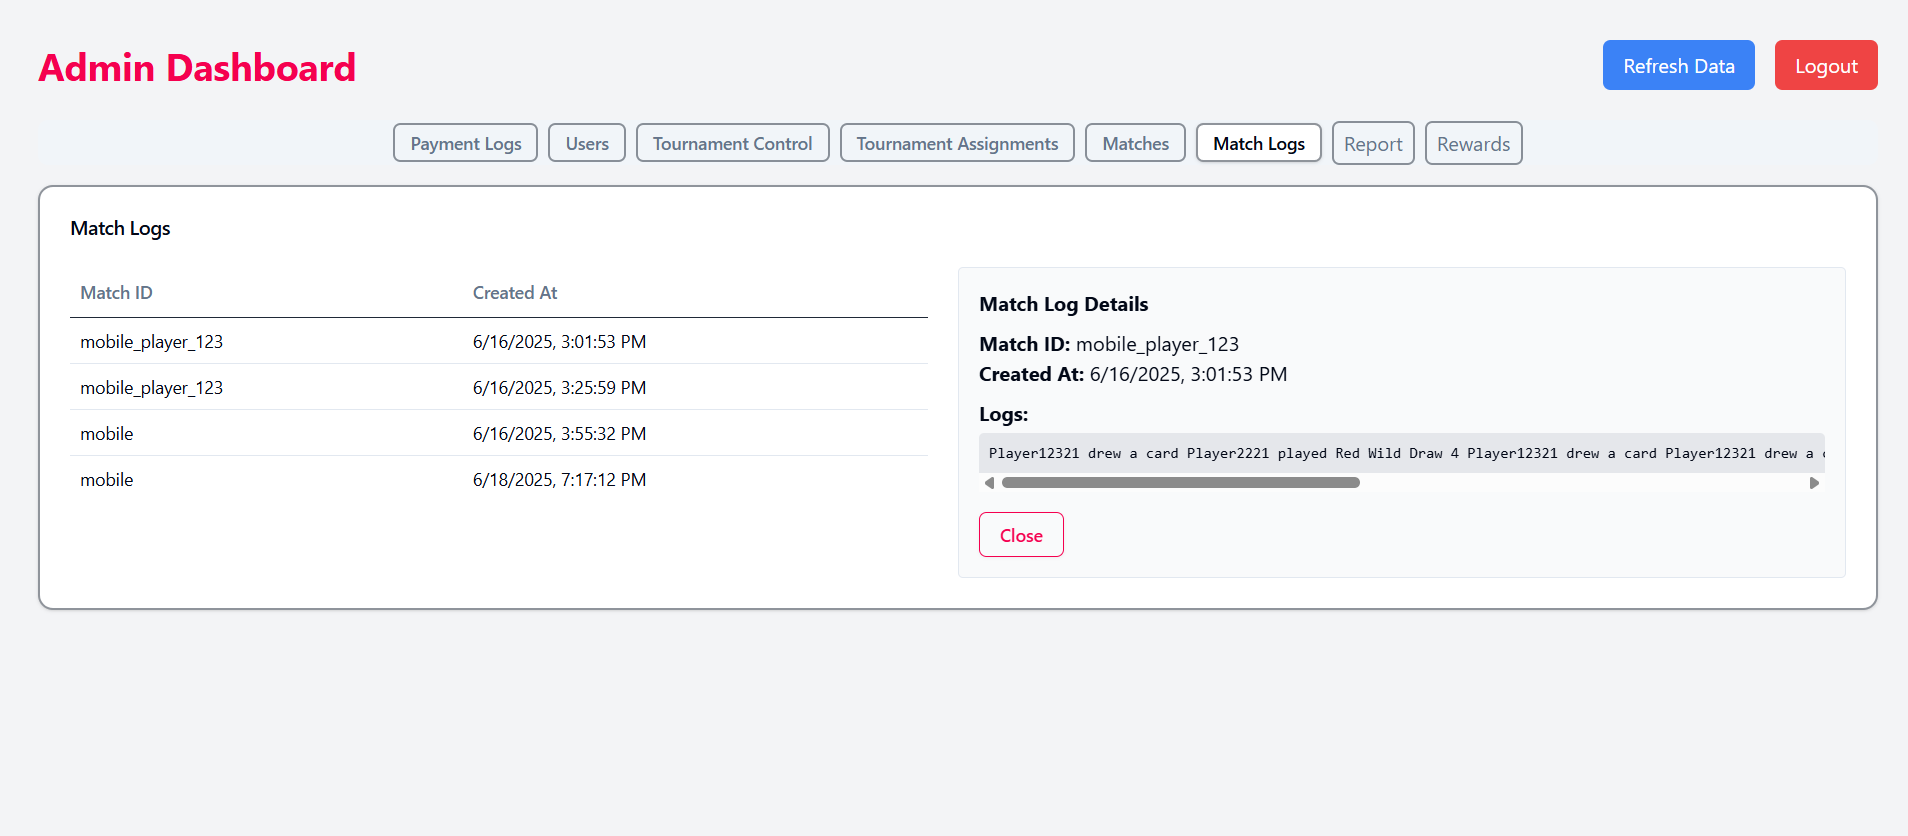 Admin Dashboard
Refresh Data
Logout
Payment Logs
Users
Tournament Control
Tournament Assignments
Matches
Match Logs
Report
Rewards
Match Logs
Match ID Created At
mobile_player_123 6/16/2025, 3:01:53 PM
mobile_player_123 6/16/2025, 3:25:59 PM
mobile 6/16/2025, 3:55:32 PM
mobile 6/18/2025, 7:17:12 PM
Match Log Details
Match ID: mobile_player_123
Created At: 6/16/2025, 3:01:53 PM
Logs:
Player12321 drew a card Player2221 played Red Wild Draw 4 Player12321 drew a card Player12321 drew a
Close